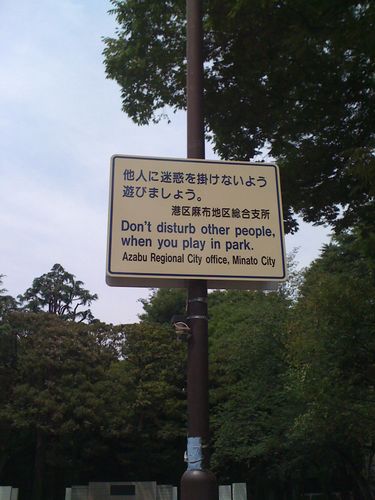 他人に迷惑を掛けないよう
遊びましょう。
港区麻布地区総合支所
Don't disturb other people,
when you play in park.
Azabu Regional City office, Minato City